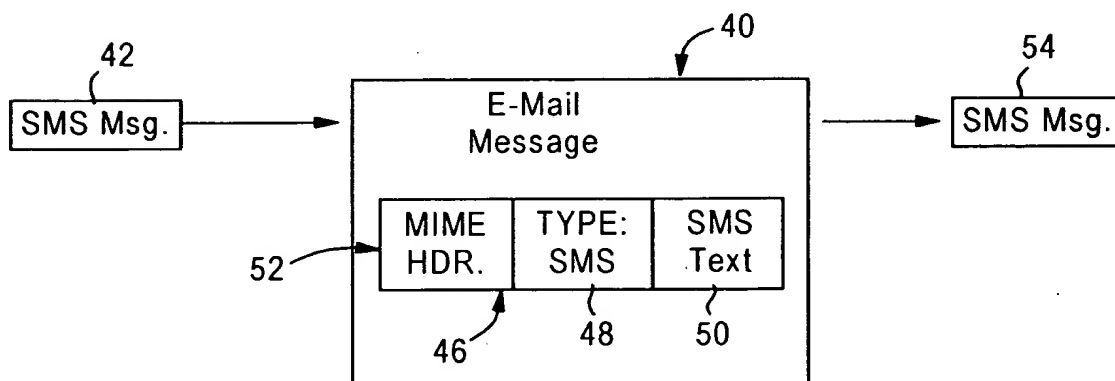 40
42
54
SMS Msg.
E-Mail
Message
SMS Msg.
MIME
HDR.
TYPE:
SMS
SMS
Text
52
46
48
50